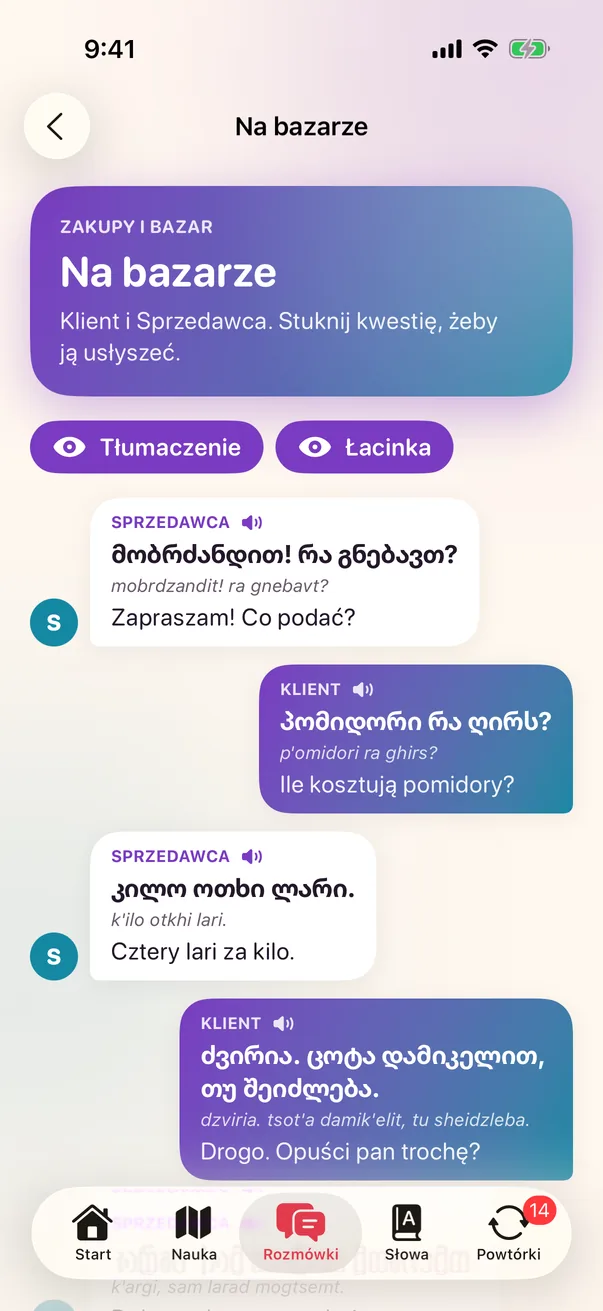 9:41
Na bazarze
ZAKUPY I BAZAR
Na bazarze
Klient i Sprzedawca. Stuknij kwestię, żeby
ją usłyszeć.
Tłumaczenie
Łacinka
SPRZEDAWCA
მობრძანდით! რა გნებავთ?
mobrdzandit! ra gnebavt?
Zapraszam! Co podać?
S
KLIENT
პომიდორი რა ღირს?
p'omidori ra ghirs?
Ile kosztują pomidory?
SPRZEDAWCA
კილო ოთხი ლარი.
k'ilo otkhi lari.
Cztery lari za kilo.
S
KLIENT
ძვირია. ცოტა დამიკელით,
თუ შეიძლება.
dzviria. tsot'a damik'elit, tu sheidzleba.
Drogo. Opuści pan trochę?
SPRZEDAWCA
14
A
Start
Nauka
Rozmówki
Słowa
Powtórki
k'argi, sam larad mogtsemt.